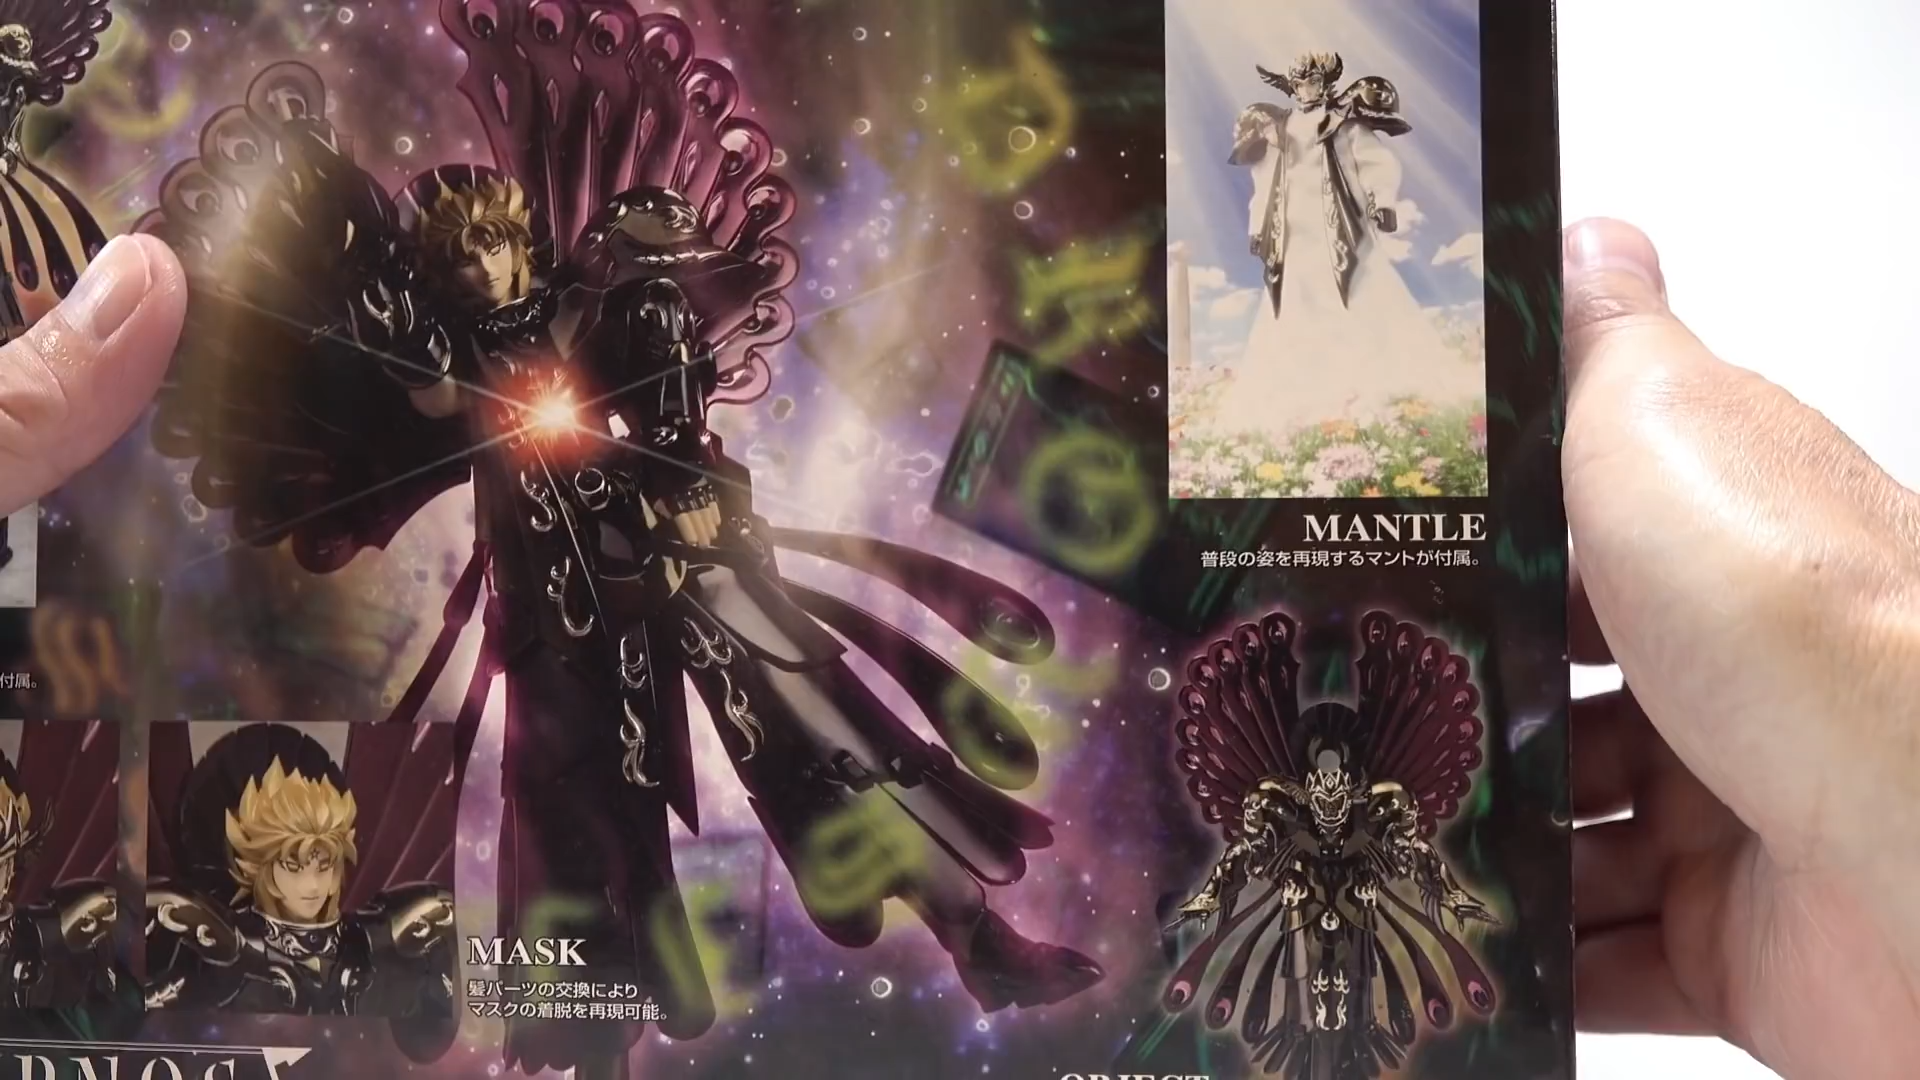 MANTLE
普段の姿を再現するマントが付属。
付属。
MASK
髪パーツの交換により
マスクの着脱を再現可能。
OBJECT